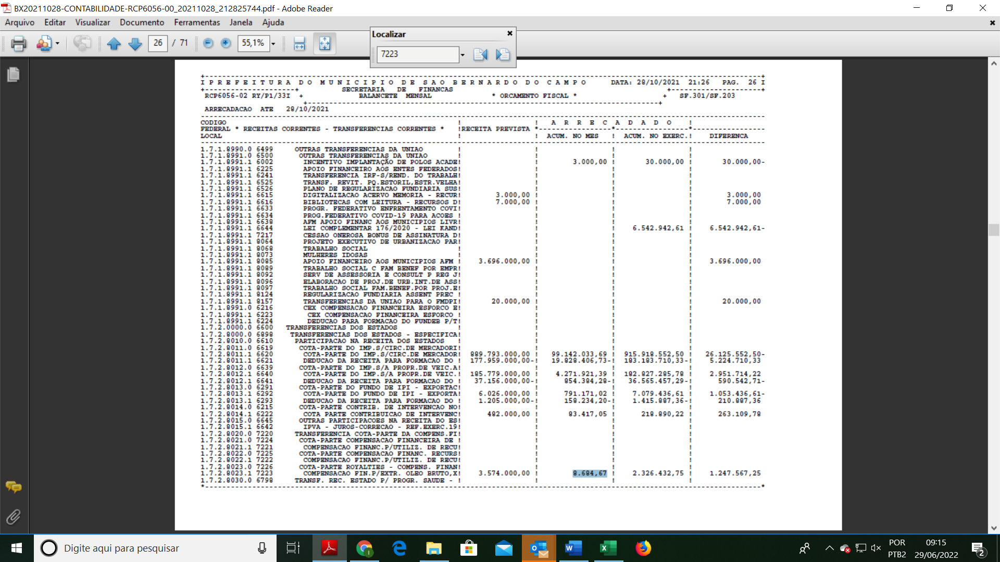 BX20211028-CONTABILIDADE-RCP6056-00_20211028_212825744.pdf - Adobe Reader
Arquivo Editar Visualizar Documento Ferramentas Janela Ajuda
26 / 71 55,1%
Localizar
7223
I P R E F E I T U R A D O M U N I C I P I O D E S A O B E R N A R D O D O C A M P O DATA: 28/10/2021 21:26 PAG. 26 I
SECRETARIA DE FINANCAS
RCP6056-02 RY/P1/33I + BALANCETE MENSAL * ORCAMENTO FISCAL * + SF.301/SF.203
ARRECADACAO ATE 28/10/2021
CODIGO ! ! A R R E C A D A D O !
FEDERAL * RECEITAS CORRENTES - TRANSFERENCIAS CORRENTES * !RECEITA PREVISTA *
LOCAL ! ! ACUM. NO MES ! ACUM. NO EXERC.! DIFERENCA
1.7.1.8990.0 6499 OUTRAS TRANSFERENCIAS DA UNIAO ! ! ! !
1.7.1.8991.0 6500 OUTRAS TRANSFERENCIAS DA UNIAO ! ! ! !
1.7.1.8991.1 6002 INCENTIVO IMPLANTAÇÃO DE POLOS ACADE! ! 3.000,00 ! 30.000,00 ! 30.000,00-
1.7.1.8991.1 6225 APOIO FINANCEIRO AOS ENTES FEDERADOS! ! ! !
1.7.1.8991.1 6241 TRANSFERENCIA IRF-S/REND. DO TRABALH! ! ! !
1.7.1.8991.1 6525 TRANSF. REVIT. PQ.ESTORIL,ESTR.VELHA! ! ! !
1.7.1.8991.1 6526 PLANO DE REGULARIZACAO FUNDIARIA SUS! ! ! !
1.7.1.8991.1 6615 DIGITALIZACAO ACERVO MEMORIA - RECUR! 3.000,00 ! ! ! 3.000,00
1.7.1.8991.1 6616 BIBLIOTECAS COM LEITURA - RECURSOS D! 7.000,00 ! ! ! 7.000,00
1.7.1.8991.1 6633 PROGR. FEDERATIVO ENFRENTAMENTO COVI! ! ! !
1.7.1.8991.1 6634 PROG.FEDERATIVO COVID-19 PARA ACOES ! ! ! !
1.7.1.8991.1 6638 AFM APOIO FINANC AOS MUNICIPIOS LIVR! ! ! !
1.7.1.8991.1 6644 LEI COMPLEMENTAR 176/2020 - LEI KAND! ! ! 6.542.942,61 ! 6.542.942,61-
1.7.1.8991.1 7217 CESSAO ONEROSA BONUS DE ASSINATURA D! ! ! !
1.7.1.8991.1 8064 PROJETO EXECUTIVO DE URBANIZACAO PAR! ! ! !
1.7.1.8991.1 8068 TRABALHO SOCIAL ! ! ! !
1.7.1.8991.1 8073 MULHERES IDOSAS ! ! ! !
1.7.1.8991.1 8085 APOIO FINANCEIRO AOS MUNICIPIOS AFM ! 3.696.000,00 ! ! ! 3.696.000,00
1.7.1.8991.1 8089 TRABALHO SOCIAL C FAM BENEF POR EMPR! ! ! !
1.7.1.8991.1 8092 SERV DE ASSESSORIA E CONSULT P REG J! ! ! !
1.7.1.8991.1 8096 ELABORACAO DE PROJ.DE URB.INT.DE ASS! ! ! !
1.7.1.8991.1 8097 TRABALHO SOCIAL FAM.BENEF.POR PROJ.E! ! ! !
1.7.1.8991.1 8124 REGULARIZACAO FUNDIARIA ASSENT PREC ! ! ! !
1.7.1.8991.1 8157 TRANSFERENCIAS DA UNIAO PARA O FMDPI! 20.000,00 ! ! ! 20.000,00
1.7.1.8991.0 6216 CEX COMPENSACAO FINANCEIRA ESFORCO E! ! ! !
1.7.1.8991.1 6223 CEX COMPENSACAO FINANCEIRA ESFORCO ! ! ! !
1.7.1.8991.1 6224 DEDUCAO PARA FORMACAO DO FUNDEB P/T! ! ! !
1.7.2.0000.0 6600 TRANSFERENCIAS DOS ESTADOS ! ! ! !
1.7.2.8000.0 6898 TRANSFERENCIAS DOS ESTADOS - ESPECIFICA! ! ! !
1.7.2.8010.0 6610 PARTICIPACAO NA RECEITA DOS ESTADOS ! ! ! !
1.7.2.8011.0 6619 COTA-PARTE DO IMP.S/CIRC.DE MERCADORI! ! ! !
1.7.2.8011.1 6620 COTA-PARTE DO IMP.S/CIRC.DE MERCADOR! 889.793.000,00 ! 99.142.033,69 ! 915.918.552,50 ! 26.125.552,50-
1.7.2.8011.1 6621 DEDUCAO DA RECEITA PARA FORMACAO DO ! 177.959.000,00-! 19.828.406,73-! 183.183.710,33-! 5.224.710,33
1.7.2.8012.0 6639 COTA-PARTE DO IMP.S/A PROPR.DE VEIC.A! ! ! !
1.7.2.8012.1 6640 COTA-PARTE DO IMP.S/A PROPR.DE VEIC.! 185.779.000,00 ! 4.271.921,39 ! 182.827.285,78 ! 2.951.714,22
1.7.2.8012.1 6641 DEDUCAO DA RECEITA PARA FORMACAO DO ! 37.156.000,00-! 854.384,28-! 36.565.457,29-! 590.542,71-
1.7.2.8013.0 6291 COTA-PARTE DO FUNDO DE IPI - EXPORTAC! ! ! !
1.7.2.8013.1 6292 COTA-PARTE DO FUNDO DE IPI - EXPORTA! 6.026.000,00 ! 791.171,02 ! 7.079.436,61 ! 1.053.436,61-
1.7.2.8013.1 6293 DEDUCAO DA RECEITA PARA FORMACAO DO ! 1.205.000,00-! 158.234,20-! 1.415.887,36-! 210.887,36
1.7.2.8014.0 6215 COTA-PARTE CONTRIB. DE INTERVENCAO NO! ! ! !
1.7.2.8014.1 6222 COTA PARTE CONTRIBUICAO DE INTERVENC! 482.000,00 ! 83.417,05 ! 218.890,22 ! 263.109,78
1.7.2.8015.0 6645 OUTRAS PARTICIPACOES NA RECEITA DO ES! ! ! !
1.7.2.8015.1 6642 IPVA - JUROS-CORRECAO - REF.EXERC.19! ! ! !
1.7.2.8020.0 7220 TRANSFERENCIA COTA-PARTE DA COMPENS.FI! ! ! !
1.7.2.8021.0 7224 COTA-PARTE COMPENSACAO FINANCEIRA DE ! ! ! !
1.7.2.8021.1 7221 COMPENSACAO FINANC.P/UTILIZ. DE RECU! ! ! !
1.7.2.8022.0 7225 COTA-PARTE COMPENSACAO FINANC. RECURS! ! ! !
1.7.2.8022.1 7222 COMPENSACAO FINANC.P/UTILIZ. DE RECU! ! ! !
1.7.2.8023.0 7226 COTA-PARTE ROYALTIES - COMPENS. FINAN! ! ! !
1.7.2.8023.1 7223 COMPENSACAO FIN.P/EXTR. OLEO BRUTO,X! 3.574.000,00 ! 8.684,67 ! 2.326.432,75 ! 1.247.567,25
1.7.2.8030.0 6798 TRANSF. REC. ESTADO P/ PROGR. SAUDE - ! ! ! !
Digite aqui para pesquisar
POR 09:15
PTB2 29/06/2022 2